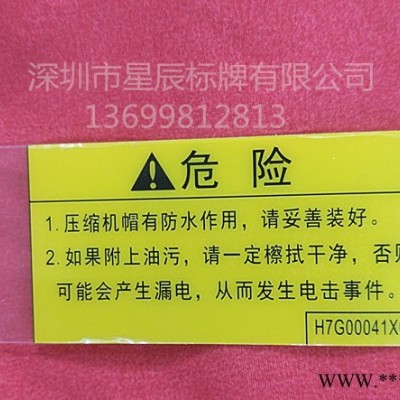 深圳市星辰标牌有限公司
13699812813
危险
1.压缩机帽有防水作用，请妥善装好。
2.如果附上油污，请一定檫拭干净，否则
可能会产生漏电，从而发生电击事件。
H7G00041X
www.**